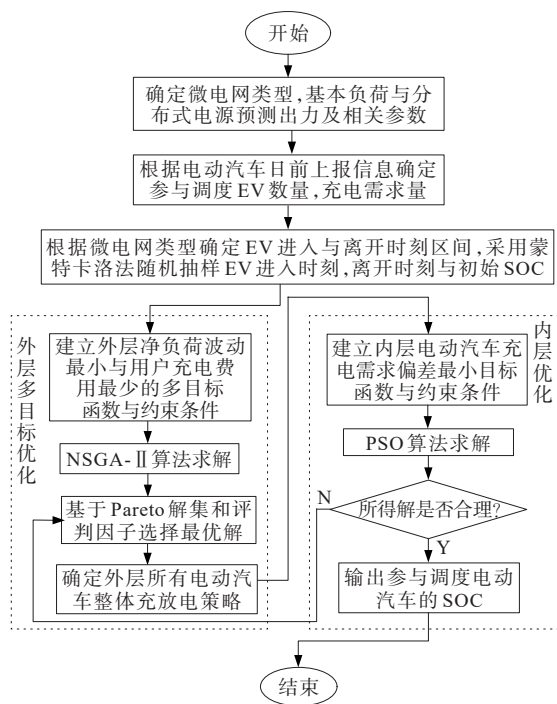 开始
确定微电网类型,基本负荷与分
布式电源预测出力及相关参数
根据电动汽车日前上报信息确定
参与调度EV数量,充电需求量
根据微电网类型确定EV进入与离开时刻区间,采用蒙
特卡洛法随机抽样EV进入时刻,离开时刻与初始SOC
外层多目标优化
建立外层净负荷波动
最小与用户充电费
用最少的多目标
函数与约束条件
NSGA-Ⅱ算法求解
基于Pareto解集和评
判因子选择最优解
确定外层所有电动汽
车整体充放电策略
内层优化
建立内层电动汽车充
电需求偏差最小目标
函数与约束条件
PSO算法求解
N
所得解是否合理?
Y
输出参与调度电动
汽车的SOC
结束